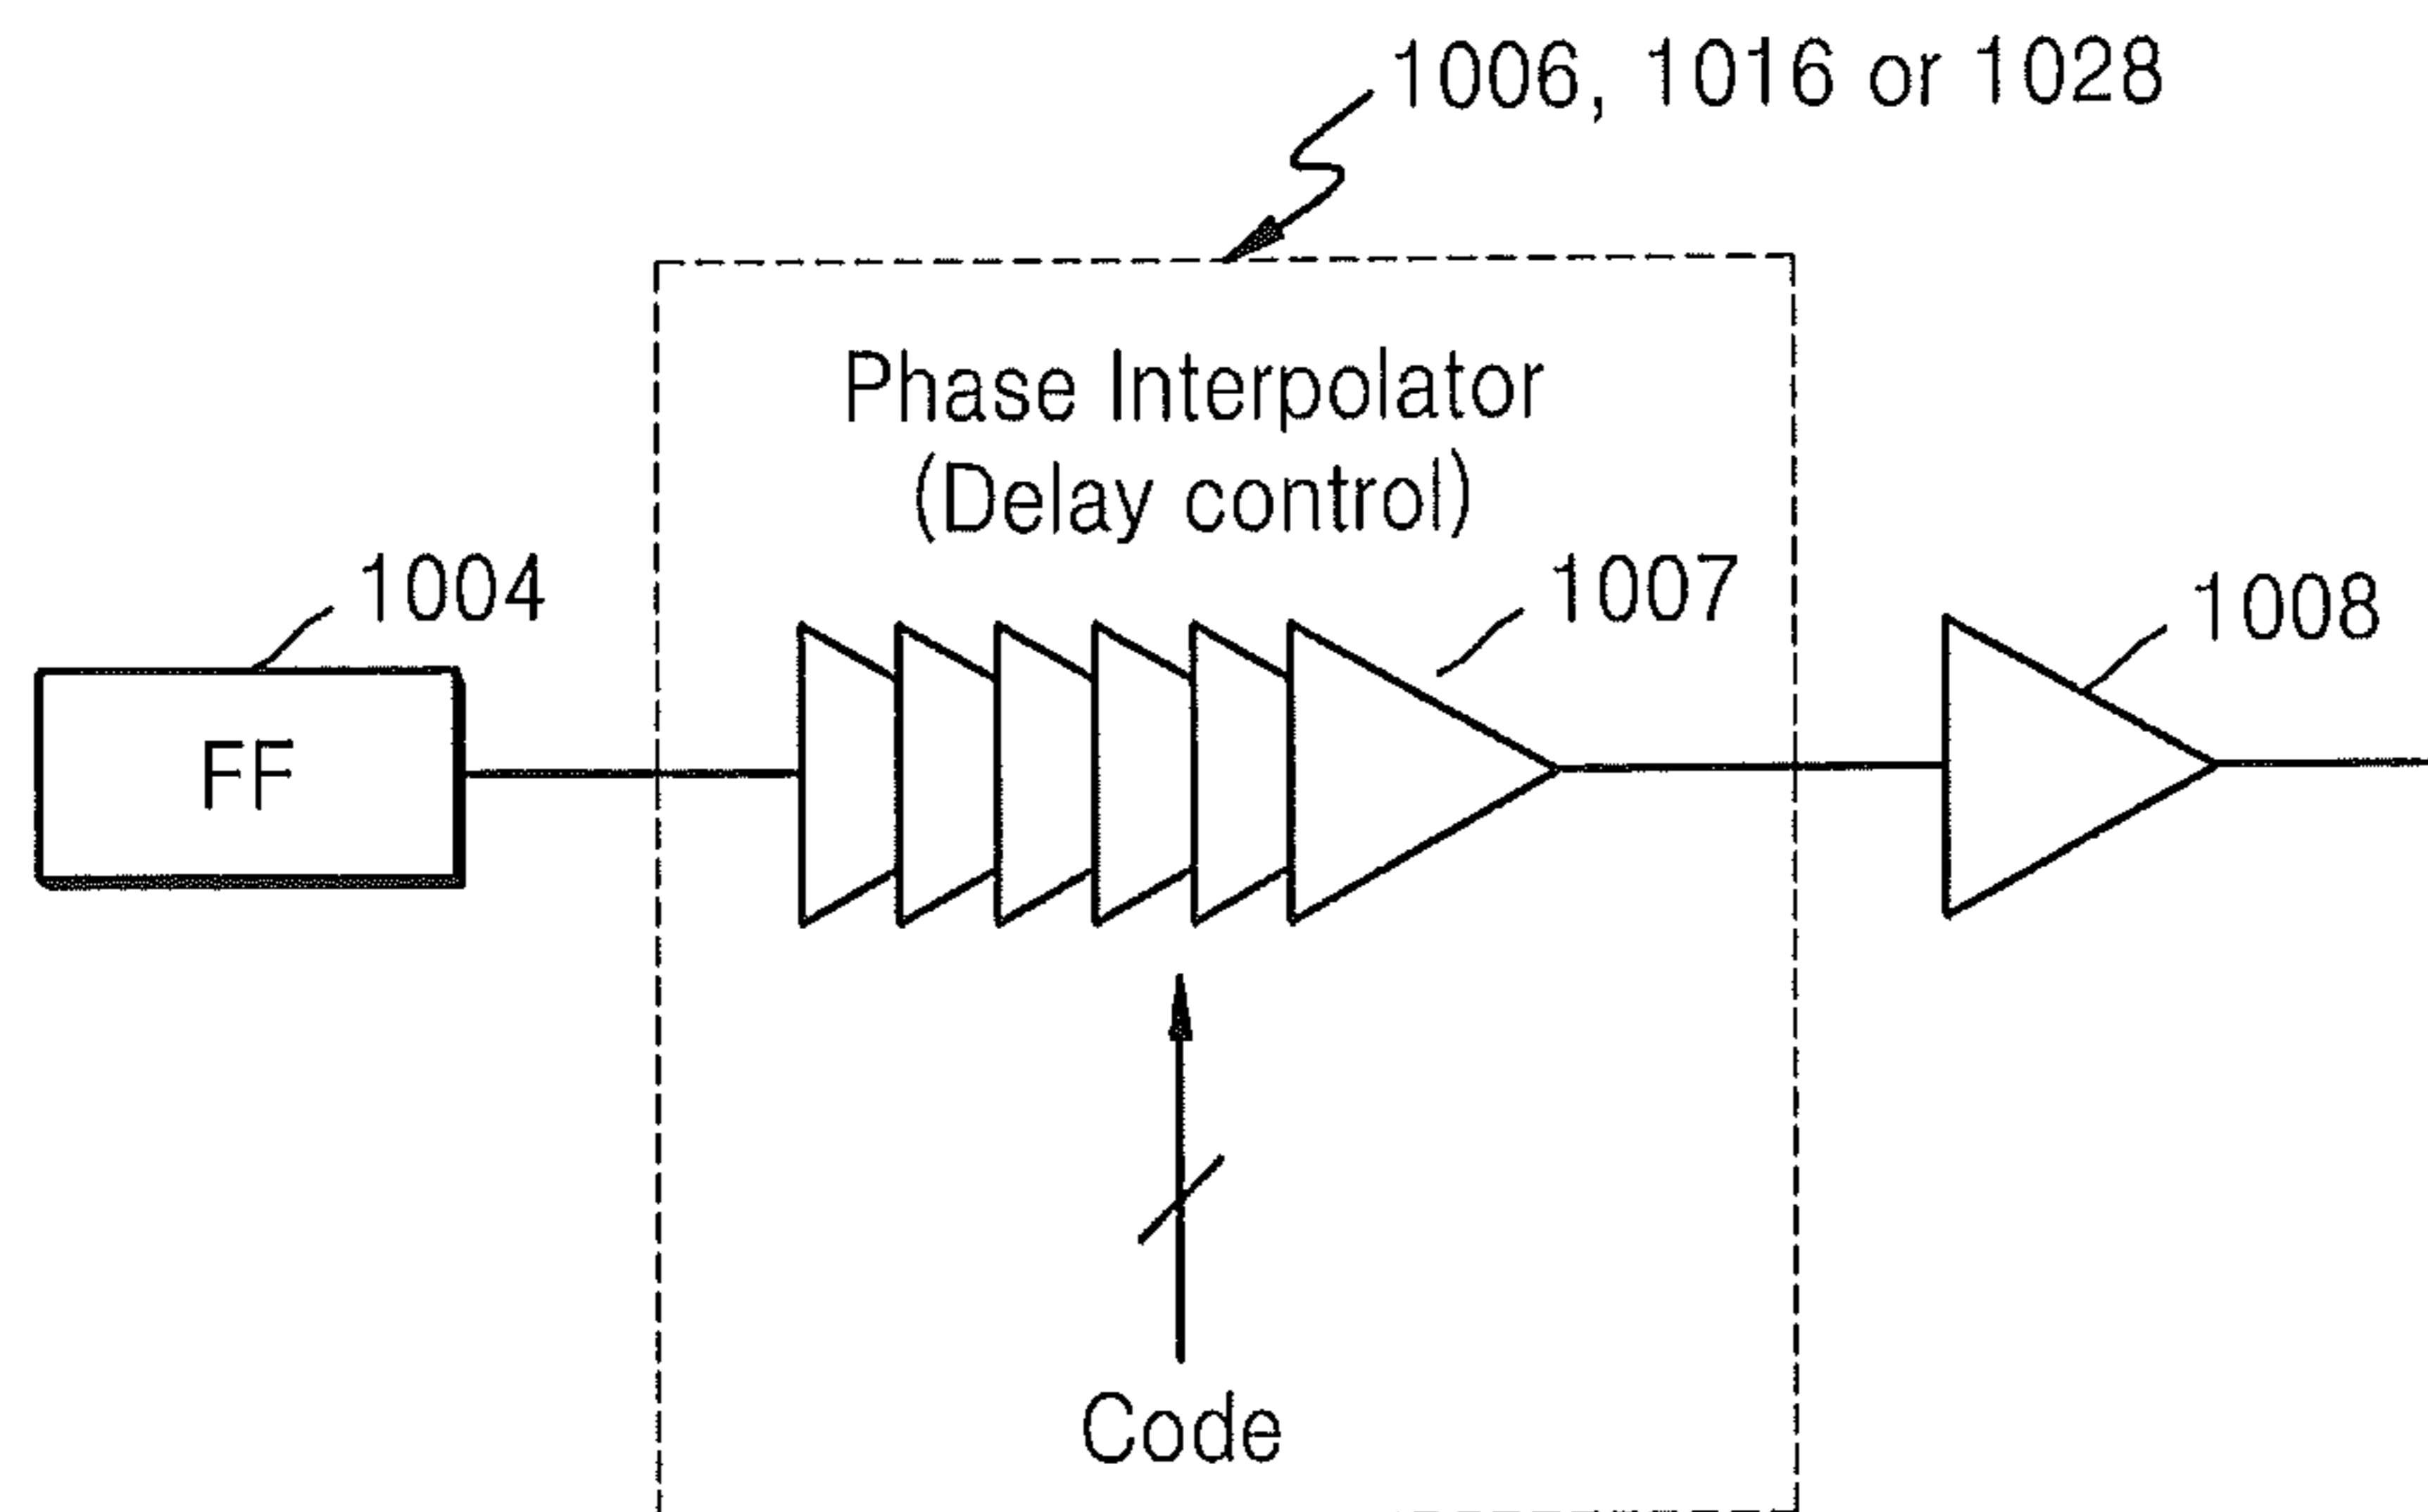 1006, 1016 or 1028
Phase Interpolator
(Delay control)
1004
1007
1008
FF
Code